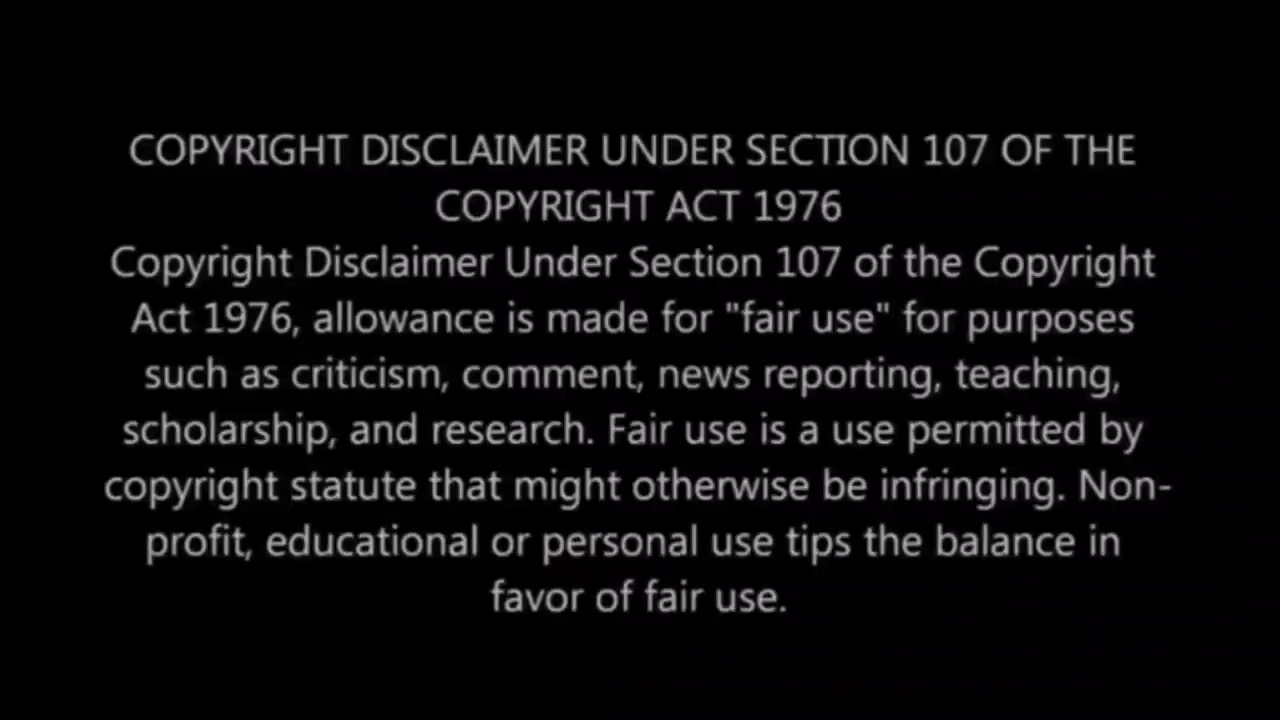 COPYRIGHT DISCLAIMER UNDER SECTION 107 OF THE
COPYRIGHT ACT 1976
Copyright Disclaimer Under Section 107 of the Copyright
Act 1976, allowance is made for "fair use" for purposes
such as criticism, comment, news reporting, teaching,
scholarship, and research. Fair use is a use permitted by
copyright statute that might otherwise be infringing. Non-
profit, educational or personal use tips the balance in
favor of fair use.